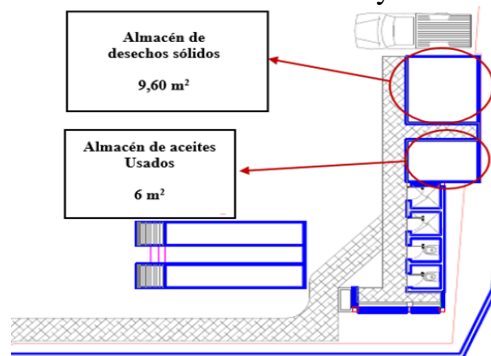 Almacén de
desechos sólidos
9,60 m²
Almacén de aceites
Usados
6 m²